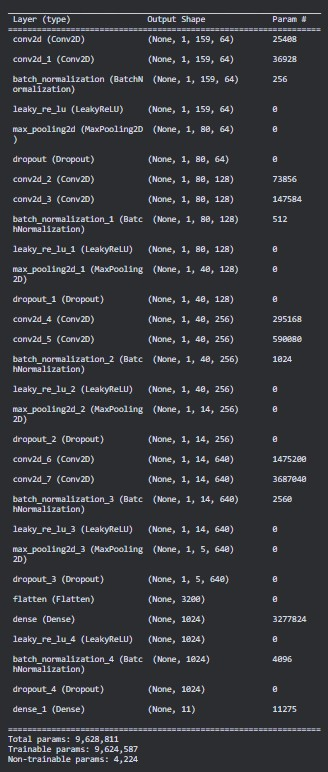 Layer (type) Output Shape Param #
conv2d (Conv2D) (None, 1, 159, 64) 25408
conv2d_1 (Conv2D) (None, 1, 159, 64) 36928
batch_normalization (BatchN (None, 1, 159, 64) 256
ormalization)
leaky_re_lu (LeakyReLU) (None, 1, 159, 64) 0
max_pooling2d (MaxPooling2D (None, 1, 80, 64) 0
)
dropout (Dropout) (None, 1, 80, 64) 0
conv2d_2 (Conv2D) (None, 1, 80, 128) 73856
conv2d_3 (Conv2D) (None, 1, 80, 128) 147584
batch_normalization_1 (Batc (None, 1, 80, 128) 512
hNormalization)
leaky_re_lu_1 (LeakyReLU) (None, 1, 80, 128) 0
max_pooling2d_1 (MaxPooling (None, 1, 40, 128) 0
2D)
dropout_1 (Dropout) (None, 1, 40, 128) 0
conv2d_4 (Conv2D) (None, 1, 40, 256) 295168
conv2d_5 (Conv2D) (None, 1, 40, 256) 590080
batch_normalization_2 (Batc (None, 1, 40, 256) 1024
hNormalization)
leaky_re_lu_2 (LeakyReLU) (None, 1, 40, 256) 0
max_pooling2d_2 (MaxPooling (None, 1, 14, 256) 0
2D)
dropout_2 (Dropout) (None, 1, 14, 256) 0
conv2d_6 (Conv2D) (None, 1, 14, 640) 1475200
conv2d_7 (Conv2D) (None, 1, 14, 640) 3687040
batch_normalization_3 (Batc (None, 1, 14, 640) 2560
hNormalization)
leaky_re_lu_3 (LeakyReLU) (None, 1, 14, 640) 0
max_pooling2d_3 (MaxPooling (None, 1, 5, 640) 0
2D)
dropout_3 (Dropout) (None, 1, 5, 640) 0
flatten (Flatten) (None, 3200) 0
dense (Dense) (None, 1024) 3277824
leaky_re_lu_4 (LeakyReLU) (None, 1024) 0
batch_normalization_4 (Batc (None, 1024) 4096
hNormalization)
dropout_4 (Dropout) (None, 1024) 0
dense_1 (Dense) (None, 11) 11275
Total params: 9,628,811
Trainable params: 9,624,587
Non-trainable params: 4,224